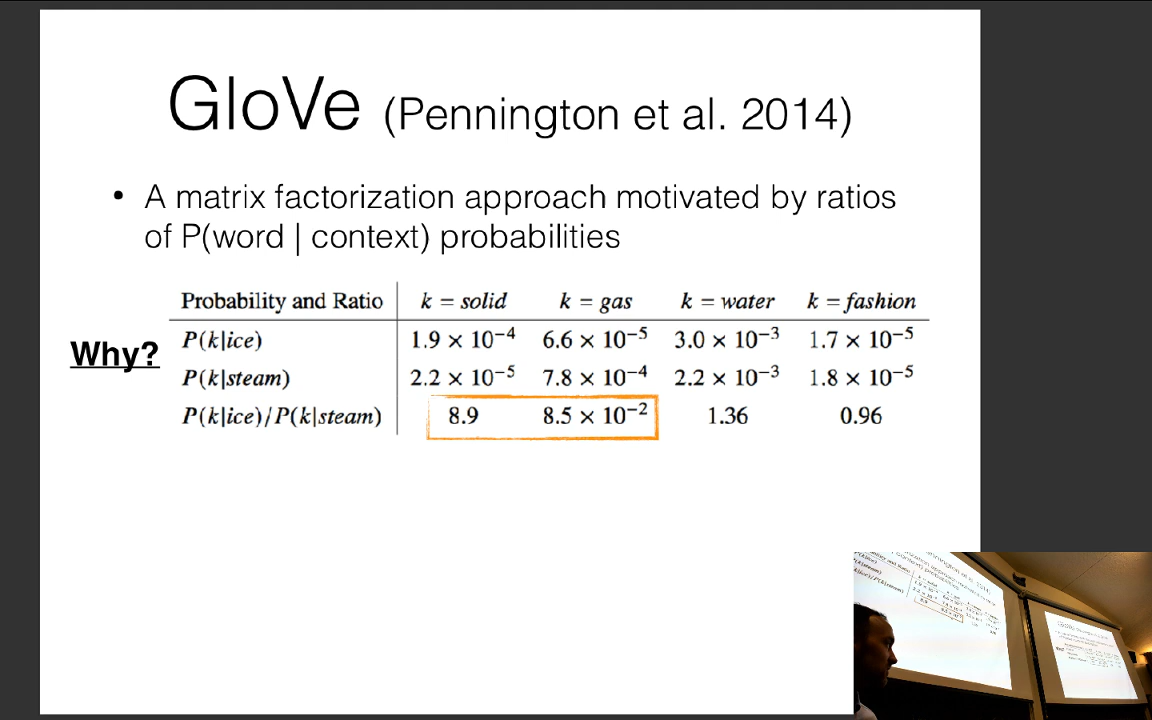 GloVe (Pennington et al. 2014)
• A matrix factorization approach motivated by ratios
of P(word | context) probabilities
Why?
Probability and Ratio k = solid k = gas k = water k = fashion
P(k|ice) 1.9 × 10⁻⁴ 6.6 × 10⁻⁵ 3.0 × 10⁻³ 1.7 × 10⁻⁵
P(k|steam) 2.2 × 10⁻⁵ 7.8 × 10⁻⁴ 2.2 × 10⁻³ 1.8 × 10⁻⁵
P(k|ice)/P(k|steam) 8.9 8.5 × 10⁻² 1.36 0.96